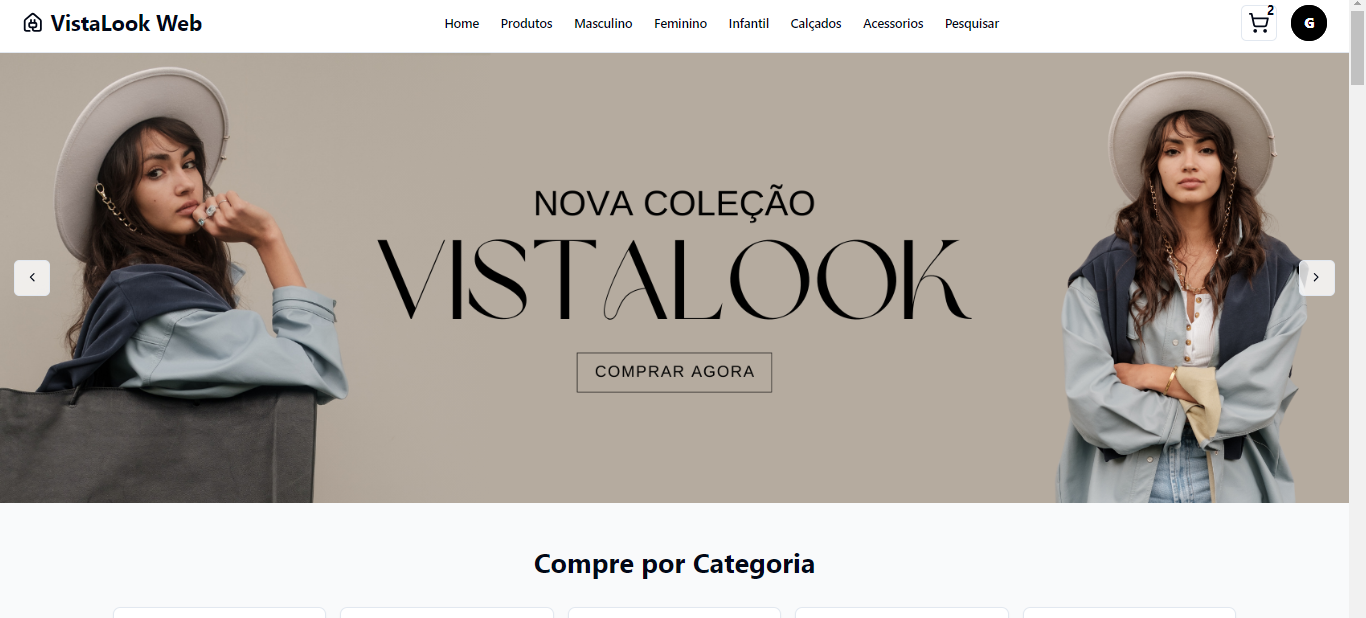 VistaLook Web
Home Produtos Masculino Feminino Infantil Calçados Acessorios Pesquisar
2
G
NOVA COLEÇÃO
VISTALOOK
COMPRAR AGORA
Compre por Categoria